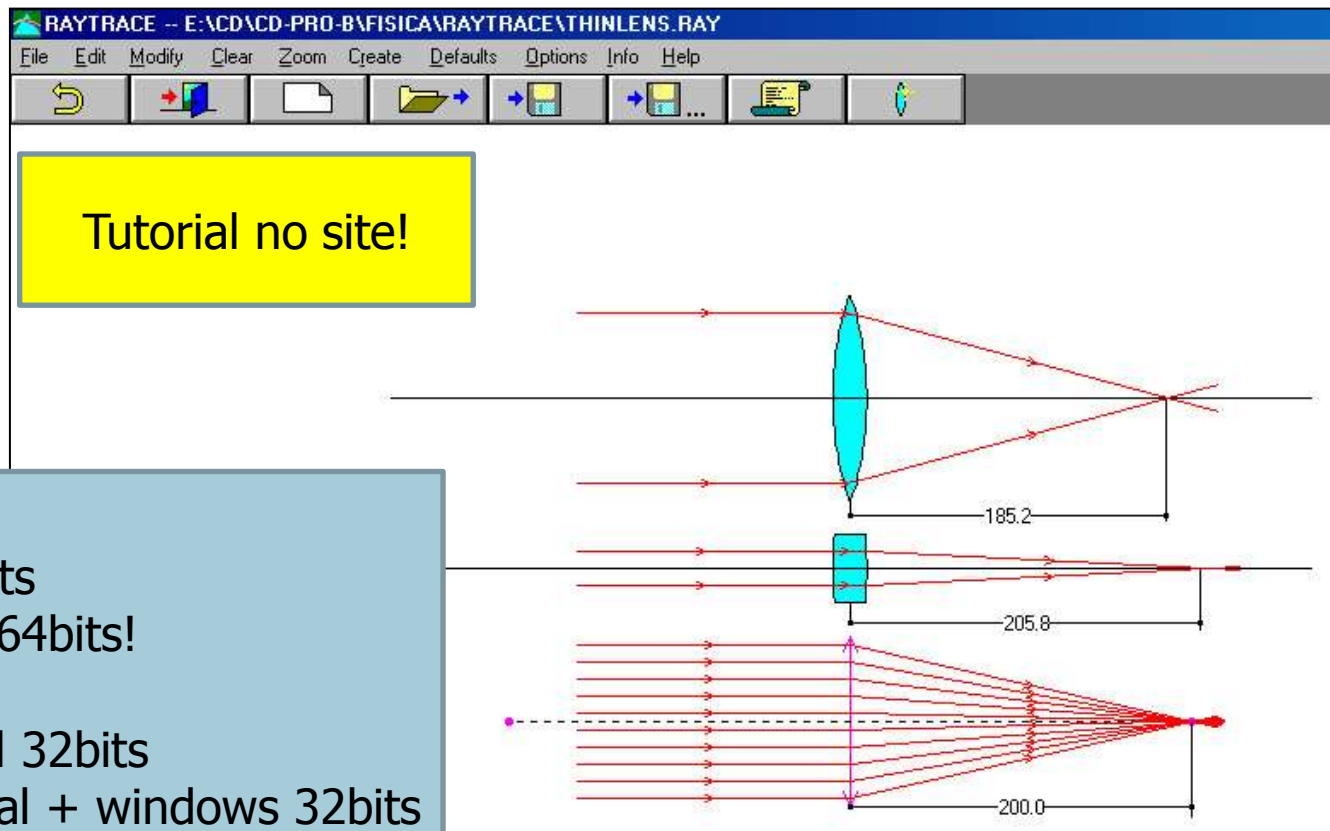 RAYTRACE -- E:\CD\CD-PRO-B\FISICA\RAYTRACE\THINLENS.RAY
File Edit Modify Clear Zoom Create Defaults Options Info Help
...
Tutorial no site!
185.2
205.8
200.0
ts
64bits!
32bits
al + windows 32bits